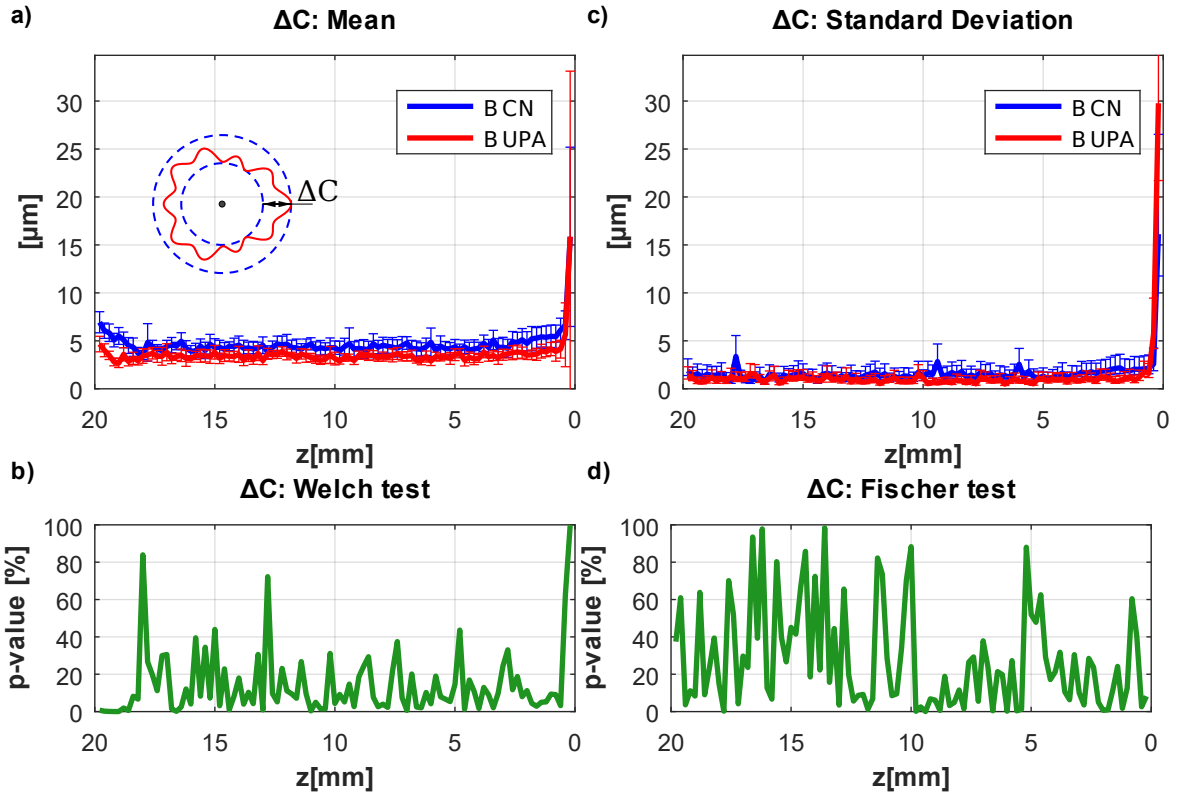 a)
ΔC: Mean
[µm]
30
25
20
15
10
5
0
B CN
B UPA
ΔC
20
15
10
5
0
z[mm]
c)
ΔC: Standard Deviation
[µm]
30
25
20
15
10
5
0
B CN
B UPA
20
15
10
5
0
z[mm]
b)
ΔC: Welch test
p-value [%]
100
80
60
40
20
0
20
15
10
5
0
z[mm]
d)
ΔC: Fischer test
p-value [%]
100
80
60
40
20
0
20
15
10
5
0
z[mm]